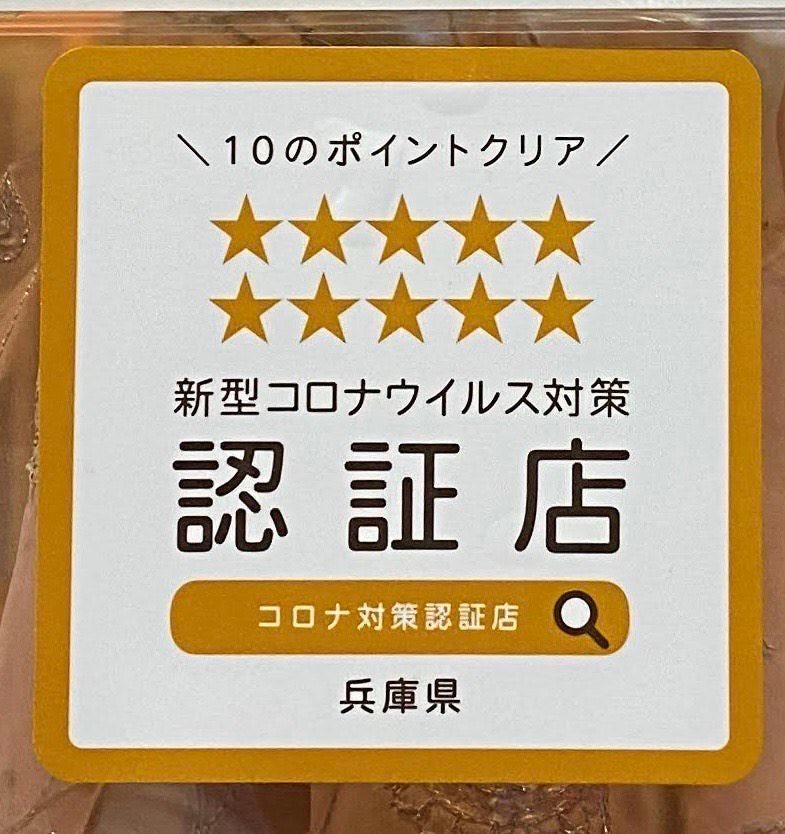 ＼10のポイントクリア／
★★★★★
★★★★★
新型コロナウイルス対策
認証店
コロナ対策認証店
兵庫県